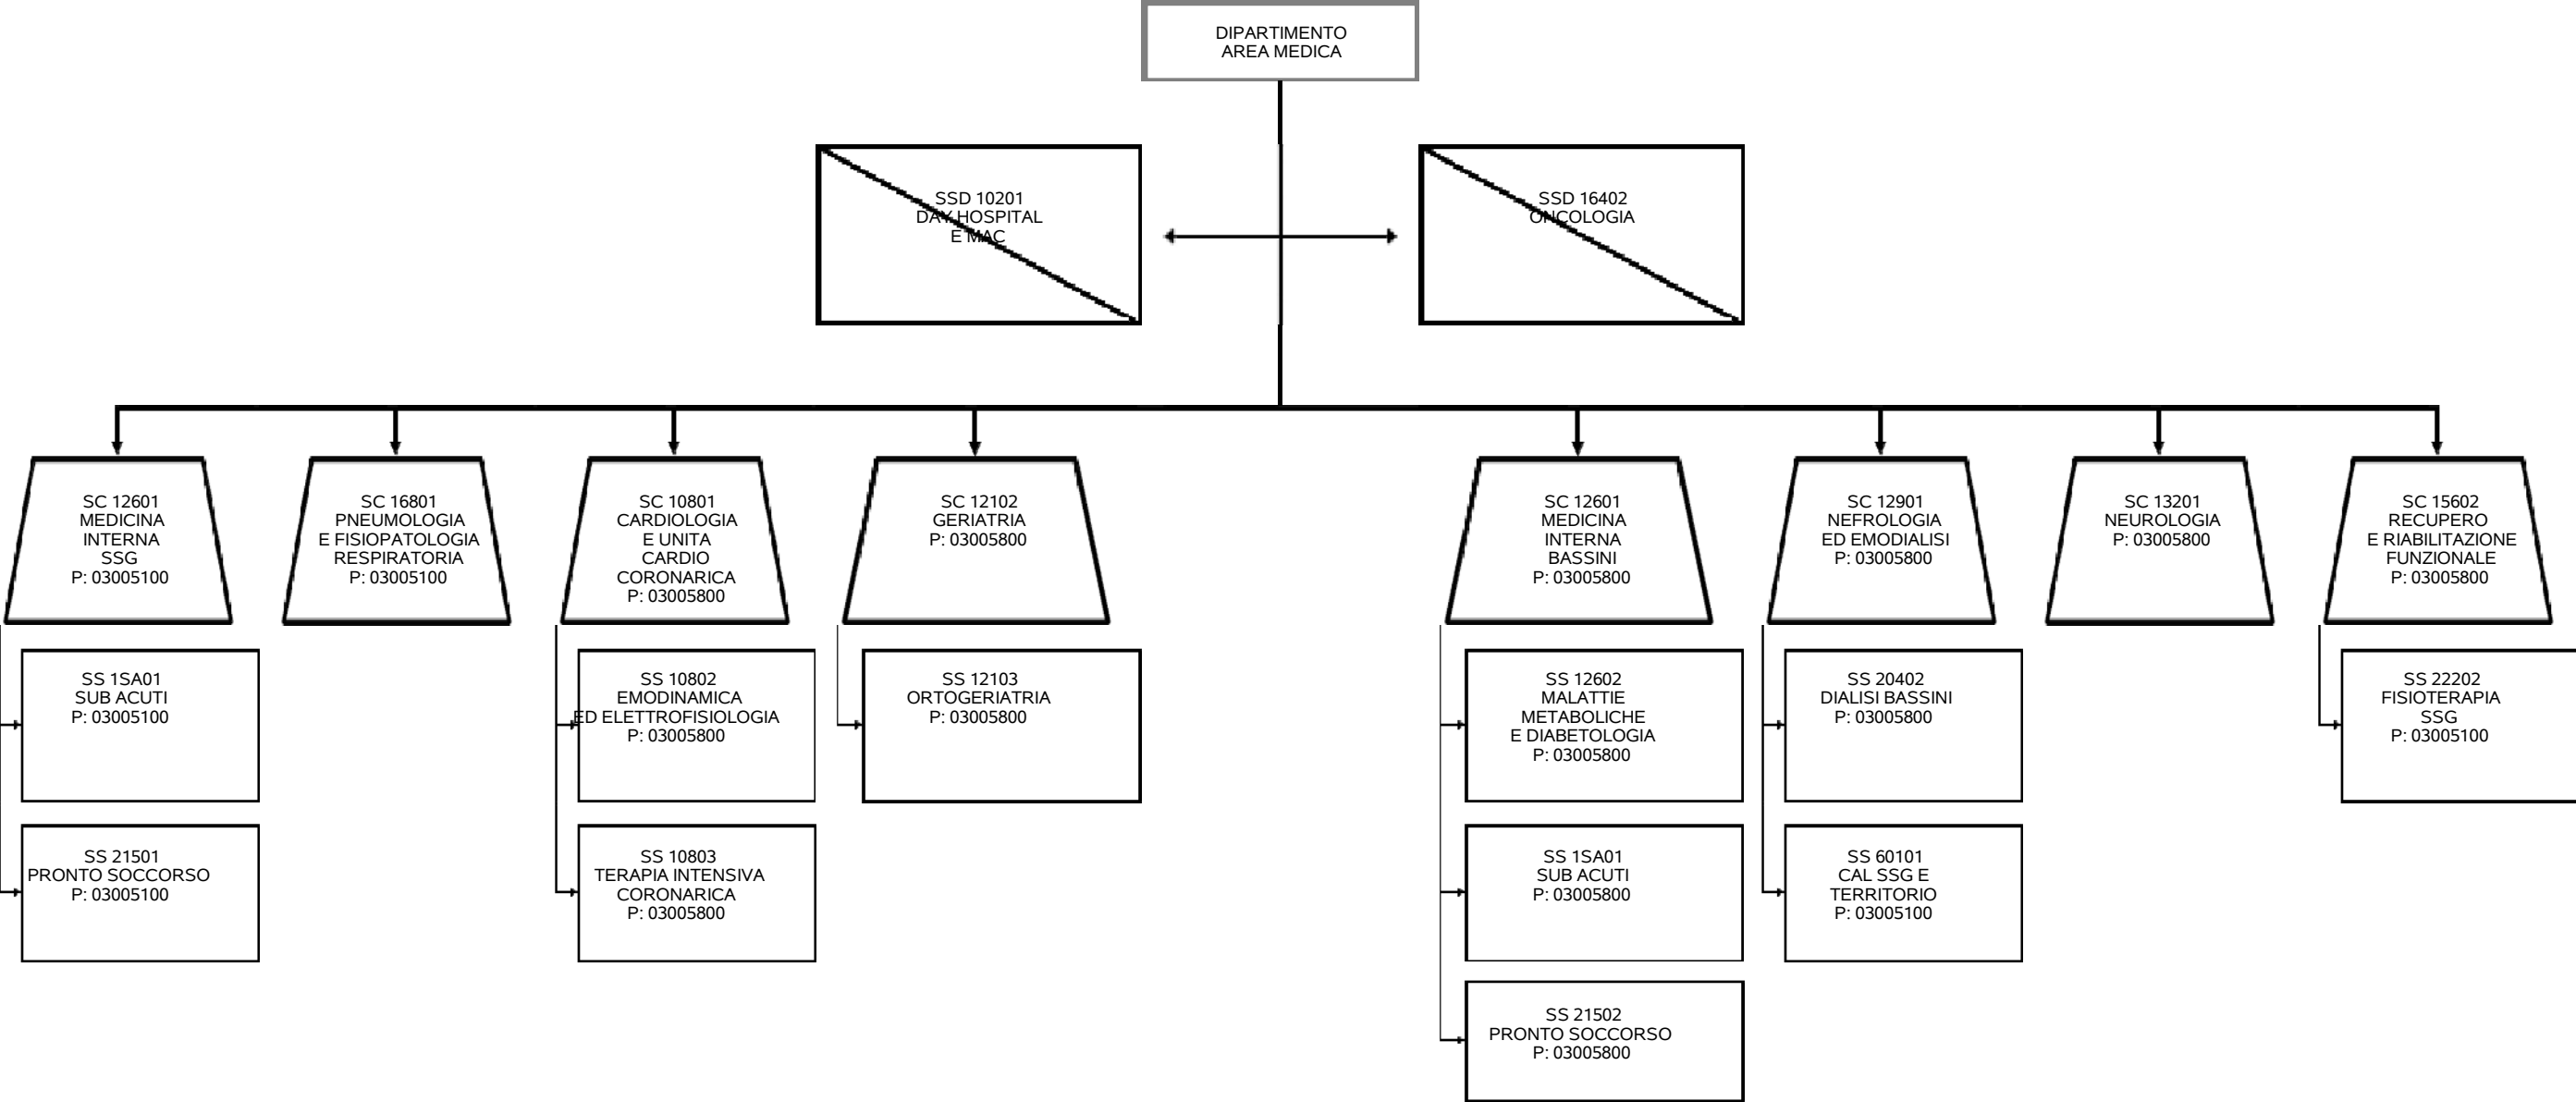 DIPARTIMENTO
AREA MEDICA
SSD 10201
DAY HOSPITAL
E MAC
SSD 16402
ONCOLOGIA
SC 12601
MEDICINA
INTERNA
SSG
P: 03005100
SC 16801
PNEUMOLOGIA
E FISIOPATOLOGIA
RESPIRATORIA
P: 03005100
SC 10801
CARDIOLOGIA
E UNITA
CARDIO
CORONARICA
P: 03005800
SC 12102
GERIATRIA
P: 03005800
SC 12601
MEDICINA
INTERNA
BASSINI
P: 03005800
SC 12901
NEFROLOGIA
ED EMODIALISI
P: 03005800
SC 13201
NEUROLOGIA
P: 03005800
SC 15602
RECUPERO
E RIABILITAZIONE
FUNZIONALE
P: 03005800
SS 1SA01
SUB ACUTI
P: 03005100
SS 10802
EMODINAMICA
ED ELETTROFISIOLOGIA
P: 03005800
SS 12103
ORTOGERIATRIA
P: 03005800
SS 12602
MALATTIE
METABOLICHE
E DIABETOLOGIA
P: 03005800
SS 20402
DIALISI BASSINI
P: 03005800
SS 22202
FISIOTERAPIA
SSG
P: 03005100
SS 21501
PRONTO SOCCORSO
P: 03005100
SS 10803
TERAPIA INTENSIVA
CORONARICA
P: 03005800
SS 1SA01
SUB ACUTI
P: 03005800
SS 60101
CAL SSG E
TERRITORIO
P: 03005100
SS 21502
PRONTO SOCCORSO
P: 03005800